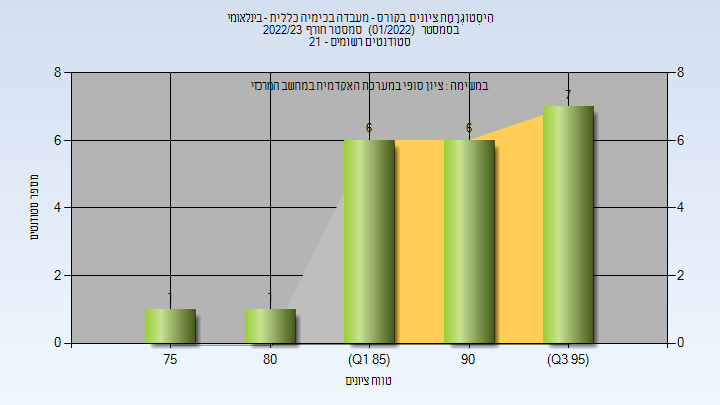 הִיסְטוֹגְרָמַת ציונים בקורס - מעבדה בכימיה כללית - בינלאומי
בסמסטר (01/2022) סמסטר חורף 2022/23
סטודנטים רשומים - 21
במשימה : ציון סופי במערכת האקדמית במחשב המרכזי
8 8
7
6 6 6 6
מספר סטודנטים
4 4
2 2
1 1
0 0
75 80 (Q1 85) 90 (Q3 95)
טווח ציונים